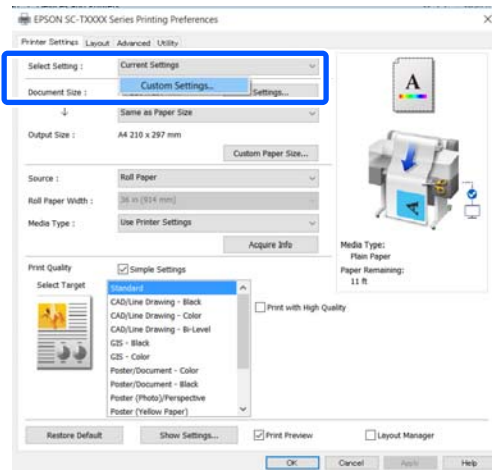 EPSON SC-TXXXX Series Printing Preferences
Printer Settings Layout Advanced Utility
Select Setting : Current Settings
Custom Settings...
Document Size : Settings...
Same as Paper Size
Output Size : A4 210 x 297 mm
Custom Paper Size...
Source : Roll Paper
Roll Paper Width : 36 in (914 mm)
Media Type : Use Printer Settings
Acquire Info
Media Type:
Plain Paper
Paper Remaining:
11 ft
Print Quality Simple Settings
Select Target
Standard
CAD/Line Drawing - Black
CAD/Line Drawing - Color
CAD/Line Drawing - Bi-Level
GIS - Black
GIS - Color
Poster/Document - Color
Poster/Document - Black
Poster (Photo)/Perspective
Poster (Yellow Paper)
Print with High Quality
Restore Default Show Settings... Print Preview Layout Manager
OK Cancel Apply Help
A
A